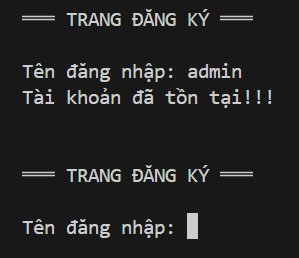 ═══ TRANG ĐĂNG KÝ ═══
Tên đăng nhập: admin
Tài khoản đã tồn tại!!!
═══ TRANG ĐĂNG KÝ ═══
Tên đăng nhập: